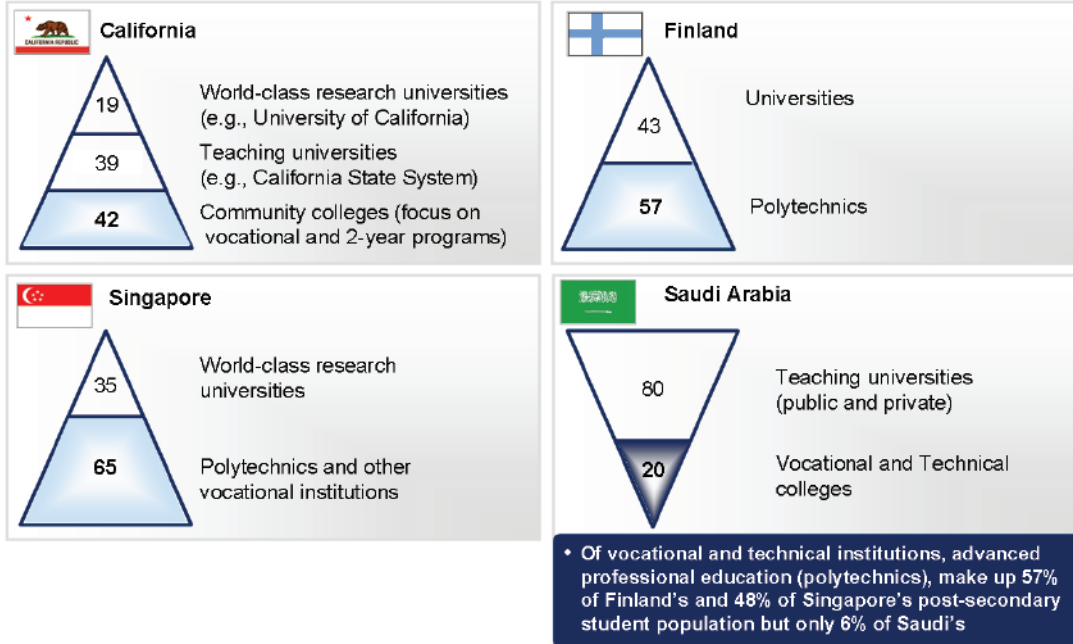 California
CALIFORNIA REPUBLIC
19
World-class research universities
(e.g., University of California)
39
Teaching universities
(e.g., California State System)
42
Community colleges (focus on
vocational and 2-year programs)
Finland
43
Universities
57
Polytechnics
Singapore
35
World-class research
universities
65
Polytechnics and other
vocational institutions
Saudi Arabia
80
Teaching universities
(public and private)
20
Vocational and Technical
colleges
• Of vocational and technical institutions, advanced
professional education (polytechnics), make up 57%
of Finland's and 48% of Singapore's post-secondary
student population but only 6% of Saudi's